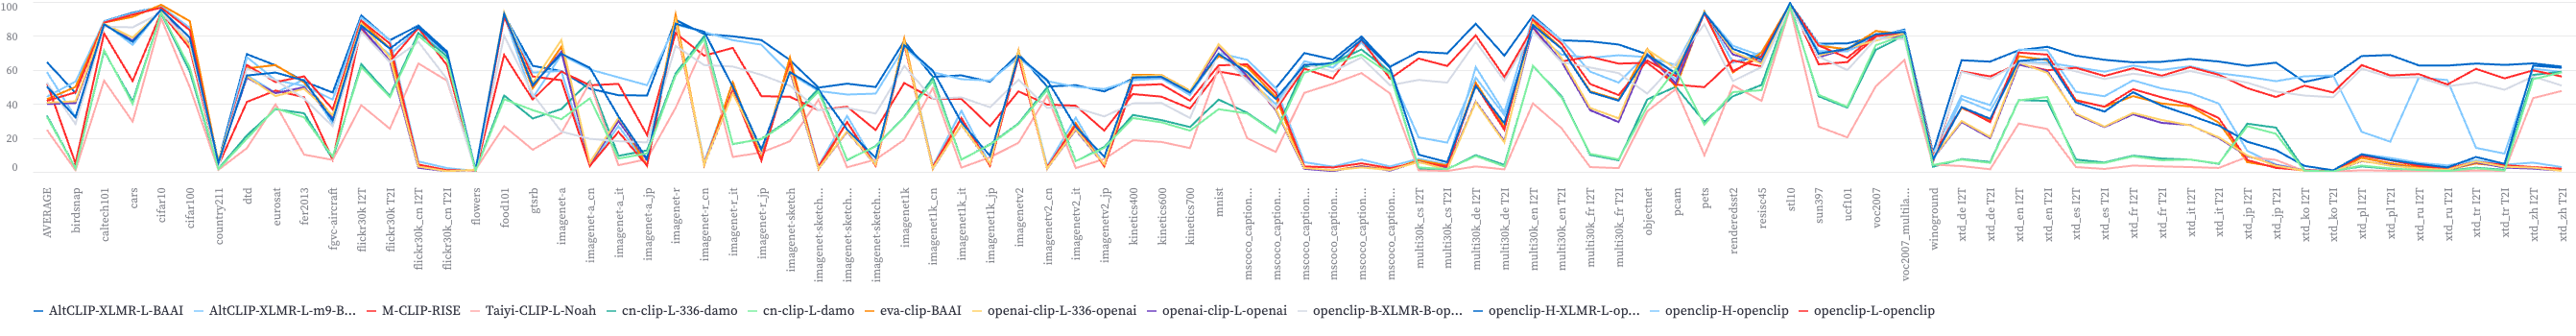 100
80
60
40
20
0
AVERAGE
birdsnap
caltech101
cars
cifar10
cifar100
country211
dtd
eurosat
fer2013
fgvc-aircraft
flickr30k I2T
flickr30k T2I
flickr30k_cn I2T
flickr30k_cn T2I
flowers
food101
gtsrb
imagenet-a
imagenet-a_cn
imagenet-a_it
imagenet-a_jp
imagenet-r
imagenet-r_cn
imagenet-r_it
imagenet-r_jp
imagenet-sketch
imagenet-sketch…
imagenet-sketch…
imagenet-sketch…
imagenet1k
imagenet1k_cn
imagenet1k_it
imagenet1k_jp
imagenetv2
imagenetv2_cn
imagenetv2_it
imagenetv2_jp
kinetics400
kinetics600
kinetics700
mnist
mscoco_caption…
mscoco_caption…
mscoco_caption…
mscoco_caption…
mscoco_caption…
mscoco_caption…
multi30k_cs I2T
multi30k_cs T2I
multi30k_de I2T
multi30k_de T2I
multi30k_en I2T
multi30k_en T2I
multi30k_fr I2T
multi30k_fr T2I
objectnet
pcam
pets
renderedsst2
resisc45
stl10
sun397
ucf101
voc2007
voc2007_multila…
winoground
xtd_de I2T
xtd_de T2I
xtd_en I2T
xtd_en T2I
xtd_es I2T
xtd_es T2I
xtd_fr I2T
xtd_fr T2I
xtd_it I2T
xtd_it T2I
xtd_jp I2T
xtd_jp T2I
xtd_ko I2T
xtd_ko T2I
xtd_pl I2T
xtd_pl T2I
xtd_ru I2T
xtd_ru T2I
xtd_tr I2T
xtd_tr T2I
xtd_zh I2T
xtd_zh T2I
AltCLIP-XLMR-L-BAAI AltCLIP-XLMR-L-m9-B… M-CLIP-RISE Taiyi-CLIP-L-Noah cn-clip-L-336-damo cn-clip-L-damo eva-clip-BAAI openai-clip-L-336-openai openai-clip-L-openai openclip-B-XLMR-B-op… openclip-H-XLMR-L-op… openclip-H-openclip openclip-L-openclip